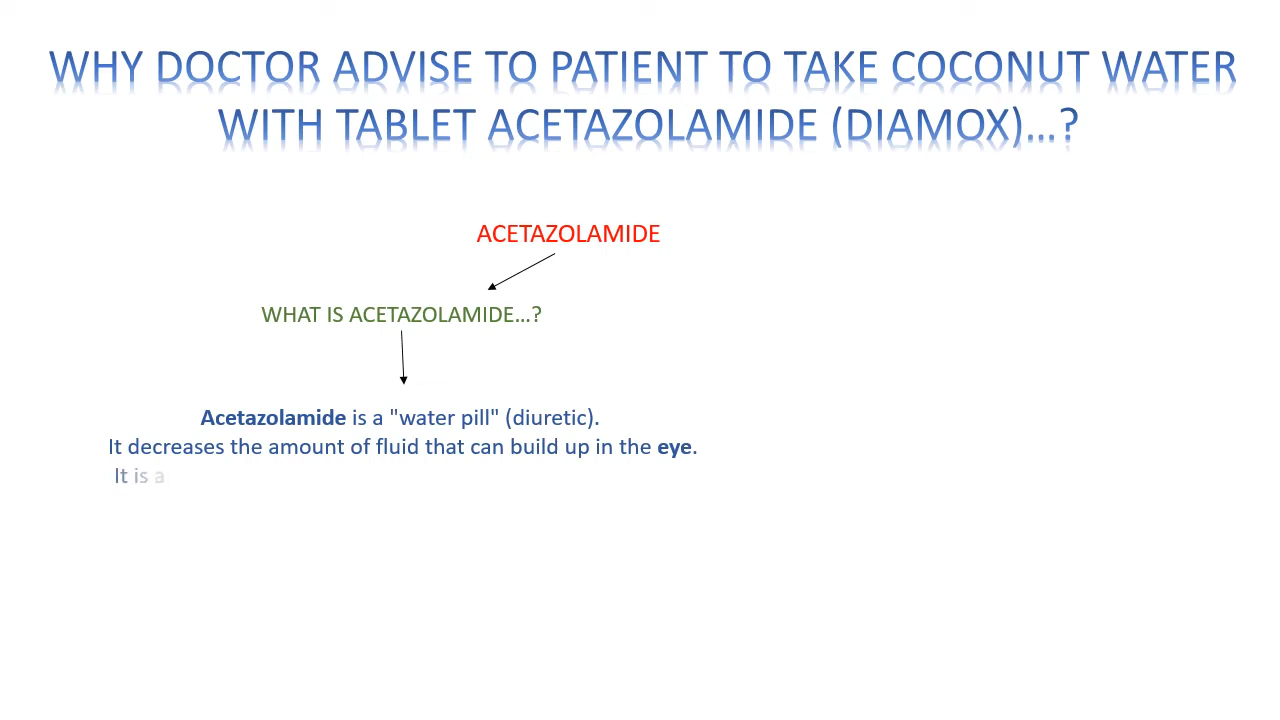 WHY DOCTOR ADVISE TO PATIENT TO TAKE COCONUT WATER
WITH TABLET ACETAZOLAMIDE (DIAMOX)...?
ACETAZOLAMIDE
WHAT IS ACETAZOLAMIDE...?
Acetazolamide is a "water pill" (diuretic).
It decreases the amount of fluid that can build up in the eye.
It is a